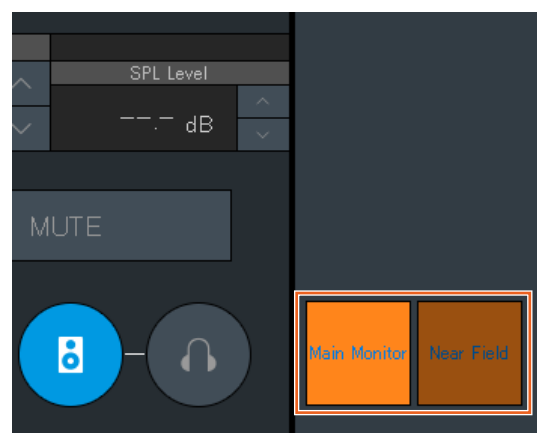 SPL Level
--.- dB
MUTE
Main Monitor
Near Field